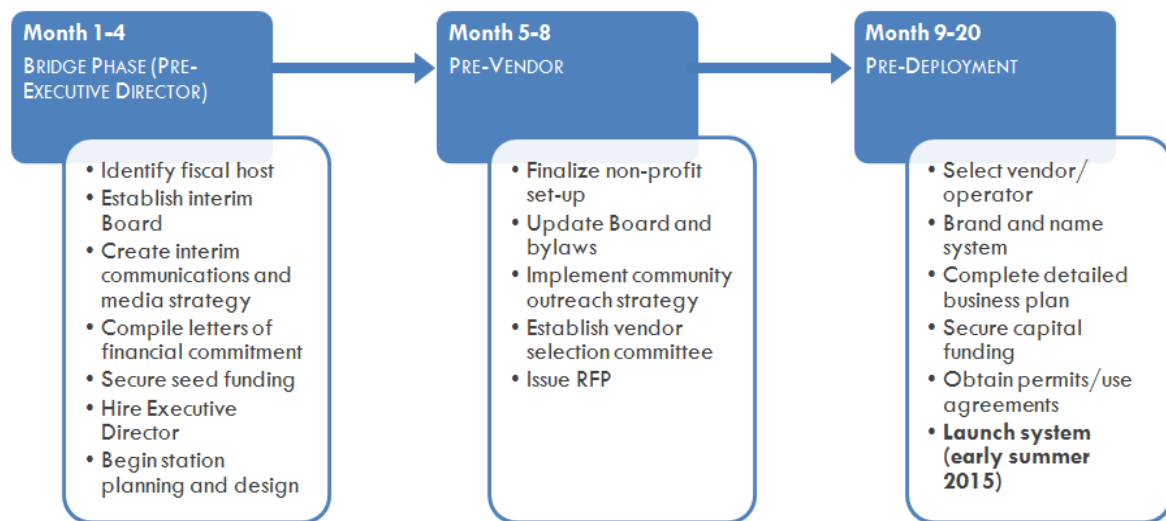 Month 1-4
BRIDGE PHASE (PRE-
EXECUTIVE DIRECTOR)
• Identify fiscal host
• Establish interim
Board
• Create interim
communications and
media strategy
• Compile letters of
financial commitment
• Secure seed funding
• Hire Executive
Director
• Begin station
planning and design
Month 5-8
PRE-VENDOR
• Finalize non-profit
set-up
• Update Board and
bylaws
• Implement community
outreach strategy
• Establish vendor
selection committee
• Issue RFP
Month 9-20
PRE-DEPLOYMENT
• Select vendor/
operator
• Brand and name
system
• Complete detailed
business plan
• Secure capital
funding
• Obtain permits/use
agreements
• Launch system
(early summer
2015)